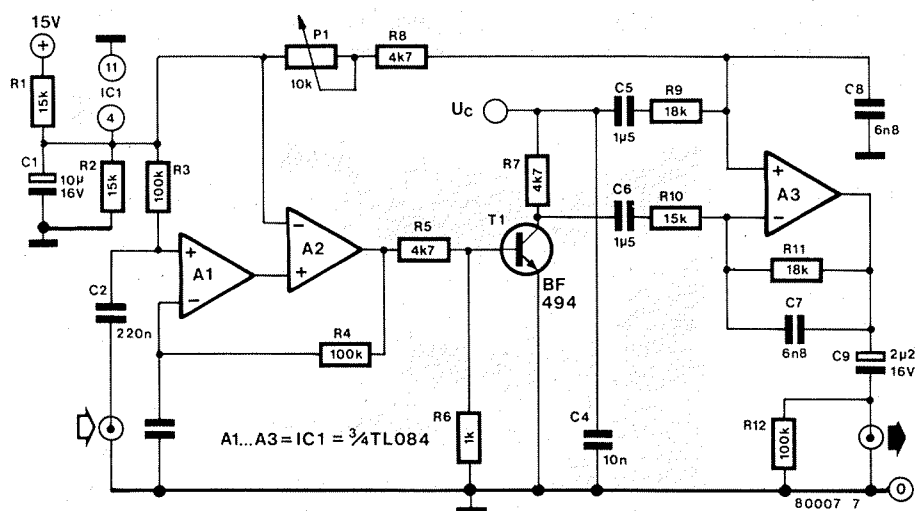 15V
+
11
IC1
4
R1
15k
C1
10µ
16V
R2
15k
R3
100k
P1
10k
R8
4k7
Uc
C5
1µ5
R9
18k
C8
6n8
R7
4k7
C6
1µ5
R10
15k
T1
BF
494
+
A3
-
R11
18k
C7
6n8
C9
2µ2
16V
+
A1
-
-
A2
+
R5
4k7
C2
220n
R4
100k
R6
1k
C4
10n
R12
100k
A1...A3=IC1=¾TL084
80007 7
0